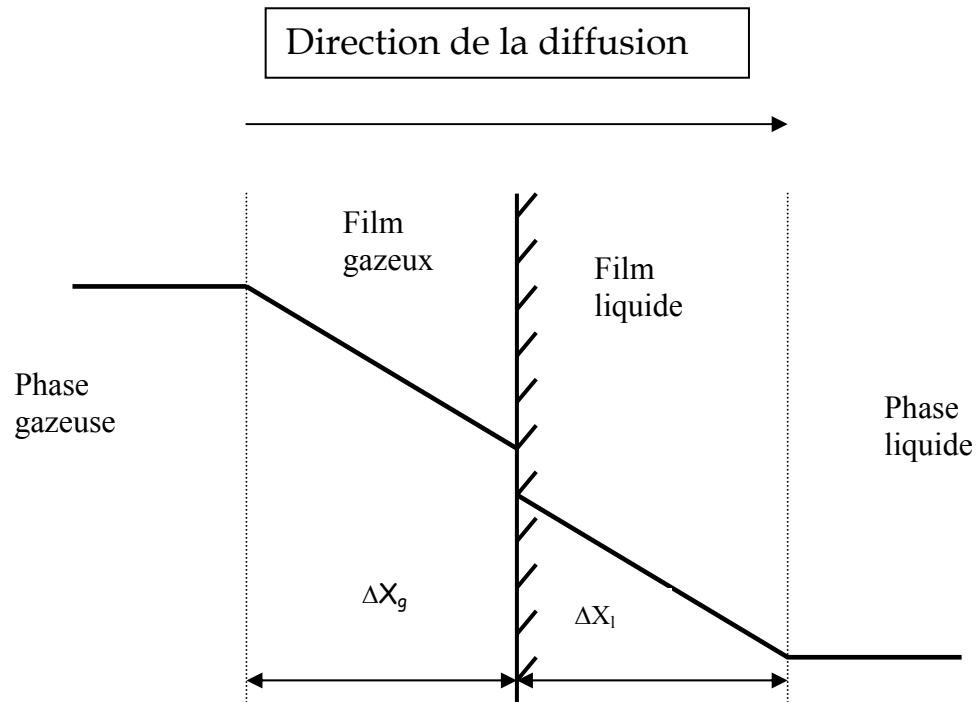 Direction de la diffusion
Film
gazeux
Film
liquide
Phase
gazeuse
Phase
liquide
ΔXg
ΔXl